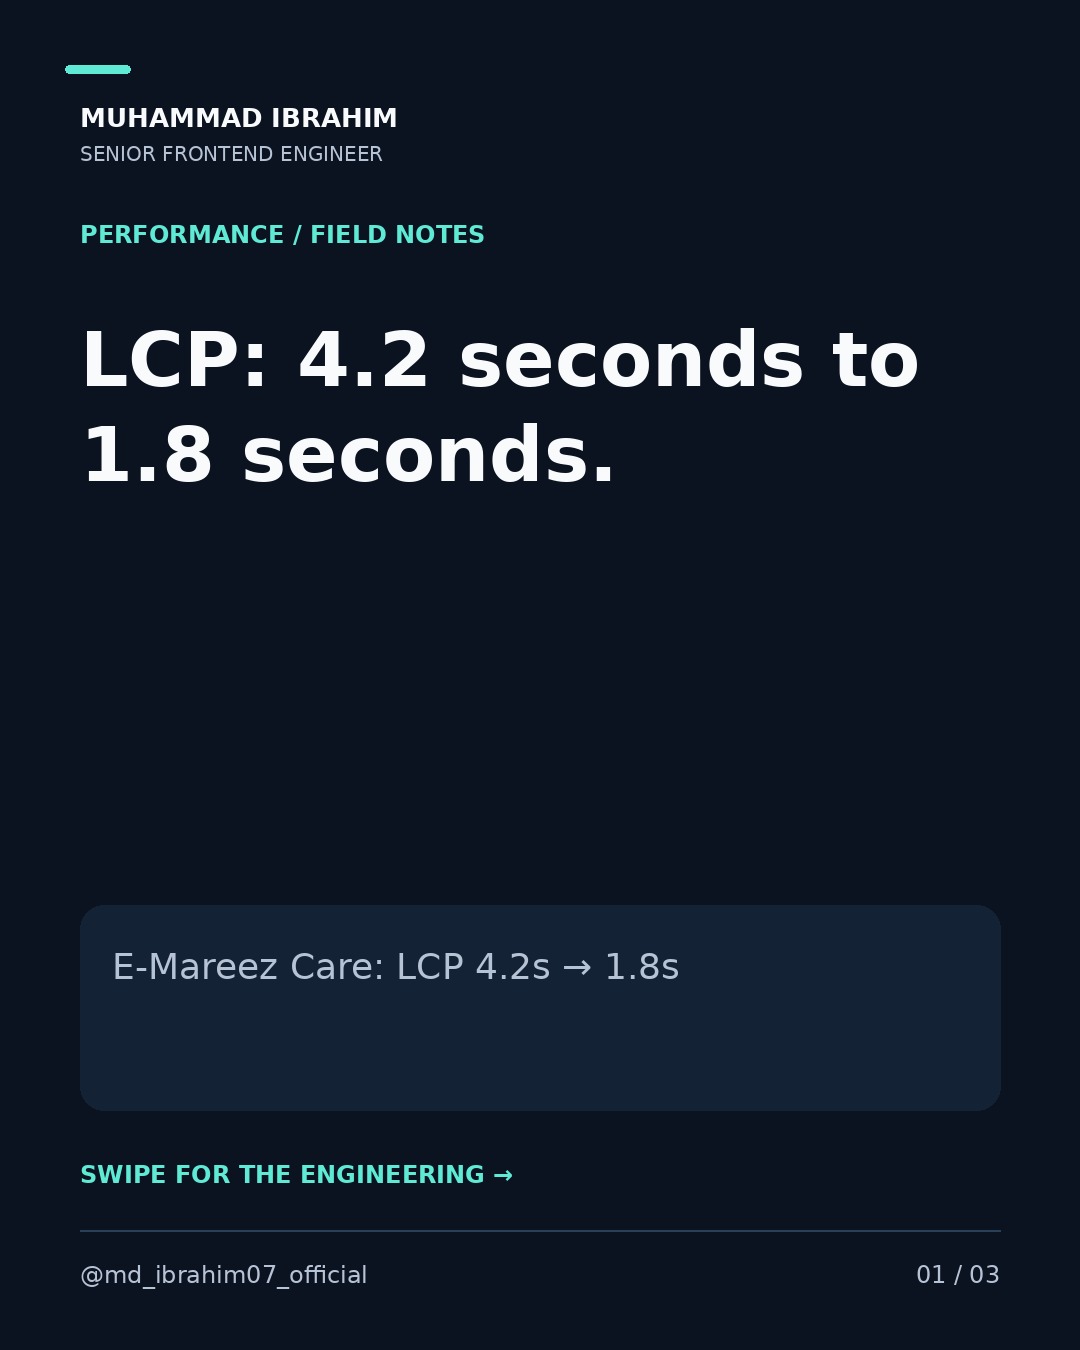 MUHAMMAD IBRAHIM
SENIOR FRONTEND ENGINEER
PERFORMANCE / FIELD NOTES
LCP: 4.2 seconds to
1.8 seconds.
E-Mareez Care: LCP 4.2s → 1.8s
SWIPE FOR THE ENGINEERING →
@md_ibrahim07_official
01 / 03